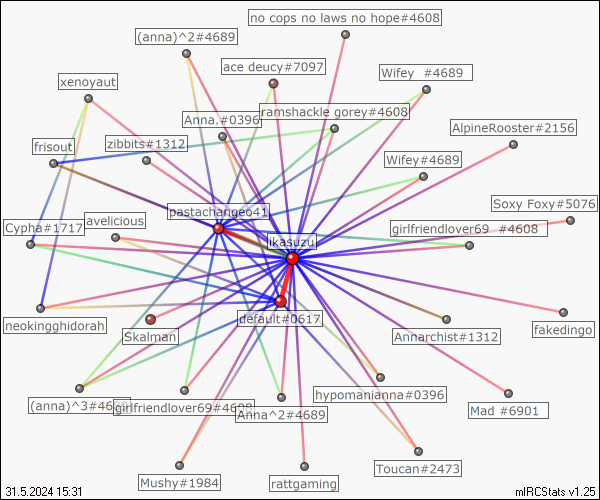 no cops no laws no hope#4608
(anna)^2#4689
ace deucy#7097
Wifey #4689
xenoyaut
ramshackle gorey#4608
Anna.#0396
AlpineRooster#2156
zibbits#1312
frisout
Wifey#4689
Soxy Foxy#5076
pastachangeo41
avelicious
Cypha#1717
girlfriendlover69 #4608
ikasuzu
default#0617
neokingghidorah
Skalman
Annarchist#1312
fakedingo
hypomanianna#0396
(anna)^3#4689
girlfriendlover69#4608
Anna^2#4689
Mad #6901
Toucan#2473
Mushy#1984
rattgaming
31.5.2024 15:31
mIRCStats v1.25